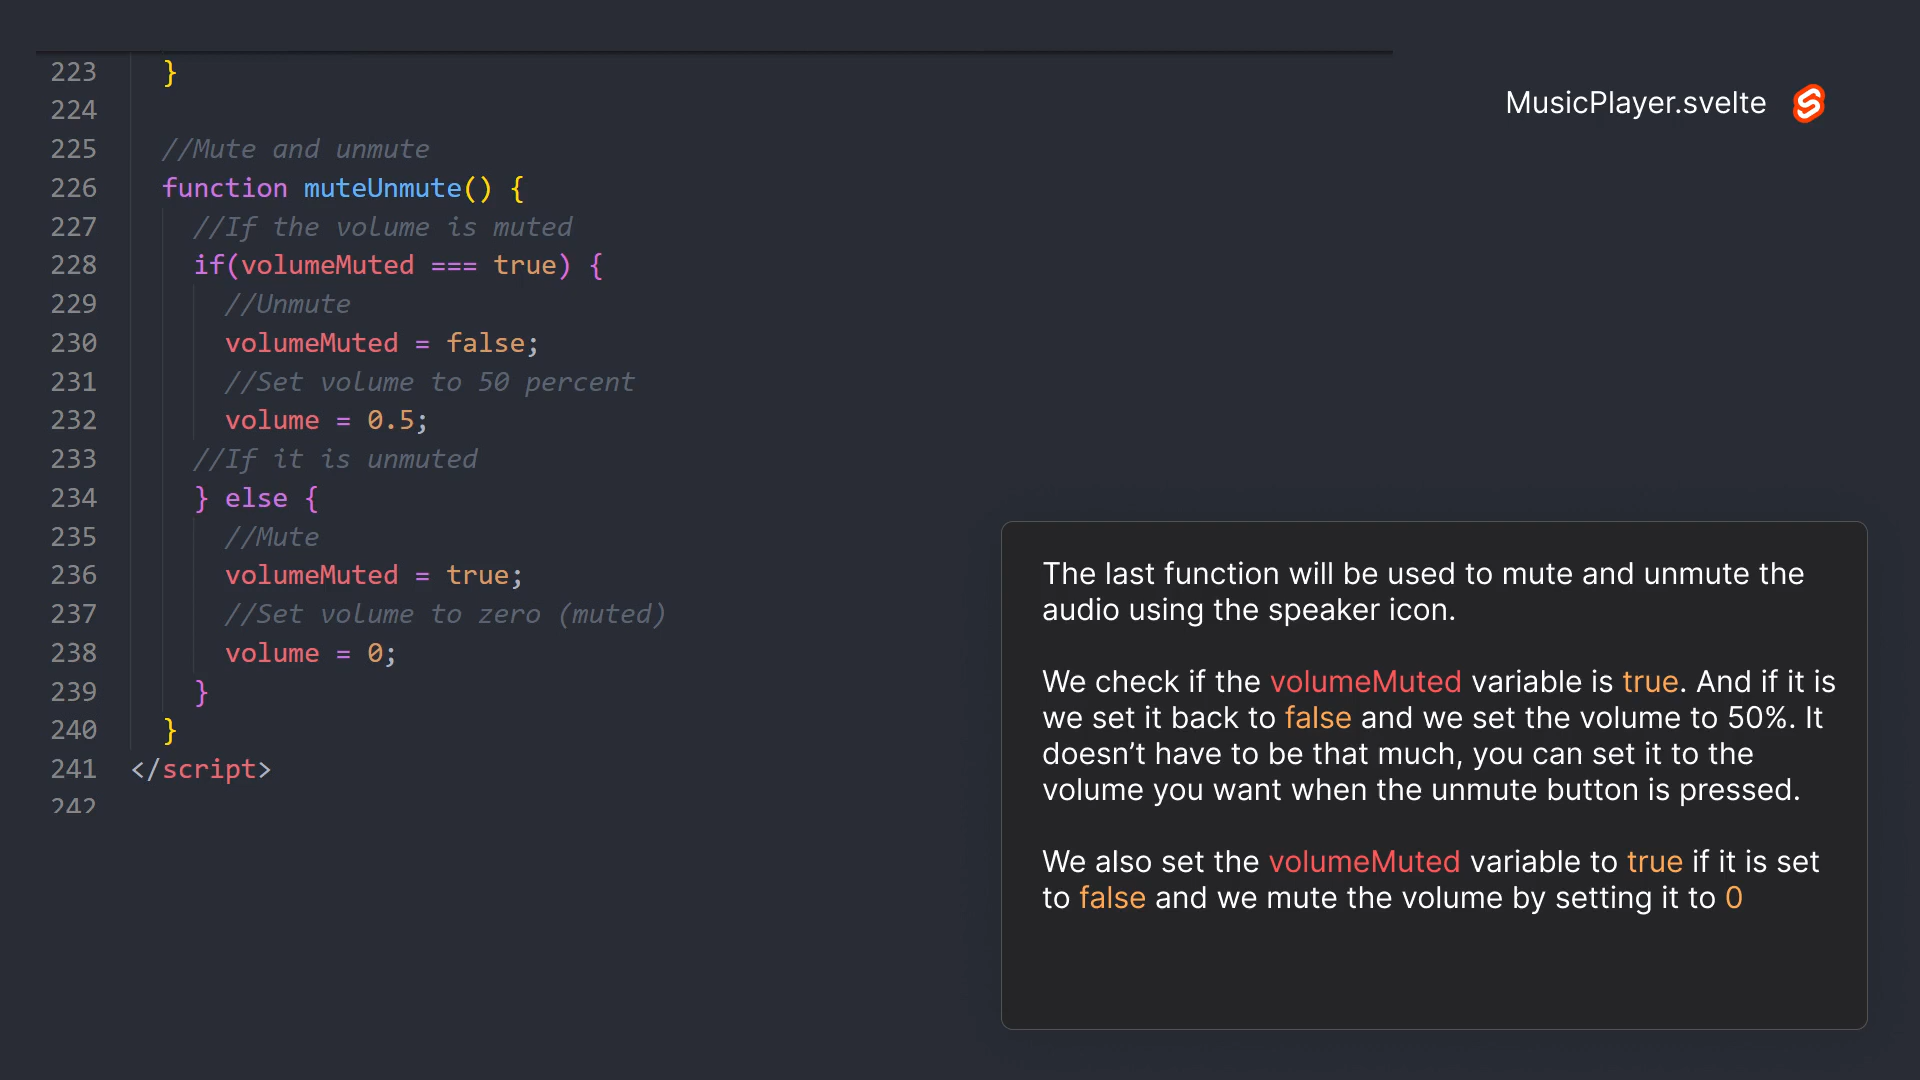 223 }
224
225 //Mute and unmute
226 function muteUnmute() {
227 //If the volume is muted
228 if(volumeMuted === true) {
229 //Unmute
230 volumeMuted = false;
231 //Set volume to 50 percent
232 volume = 0.5;
233 //If it is unmuted
234 } else {
235 //Mute
236 volumeMuted = true;
237 //Set volume to zero (muted)
238 volume = 0;
239 }
240 }
241 </script>
242
MusicPlayer.svelte
The last function will be used to mute and unmute the
audio using the speaker icon.
We check if the volumeMuted variable is true. And if it is
we set it back to false and we set the volume to 50%. It
doesn’t have to be that much, you can set it to the
volume you want when the unmute button is pressed.
We also set the volumeMuted variable to true if it is set
to false and we mute the volume by setting it to 0